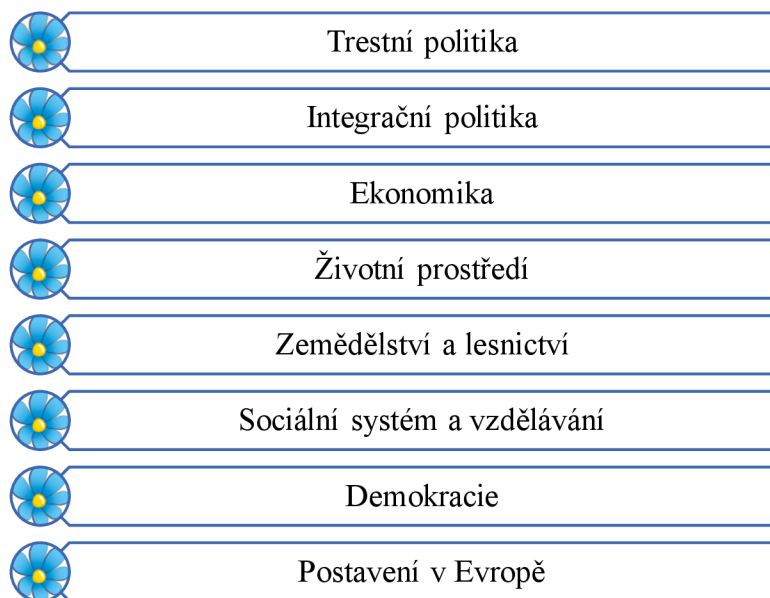 Trestní politika
Integrační politika
Ekonomika
Životní prostředí
Zemědělství a lesnictví
Sociální systém a vzdělávání
Demokracie
Postavení v Evropě